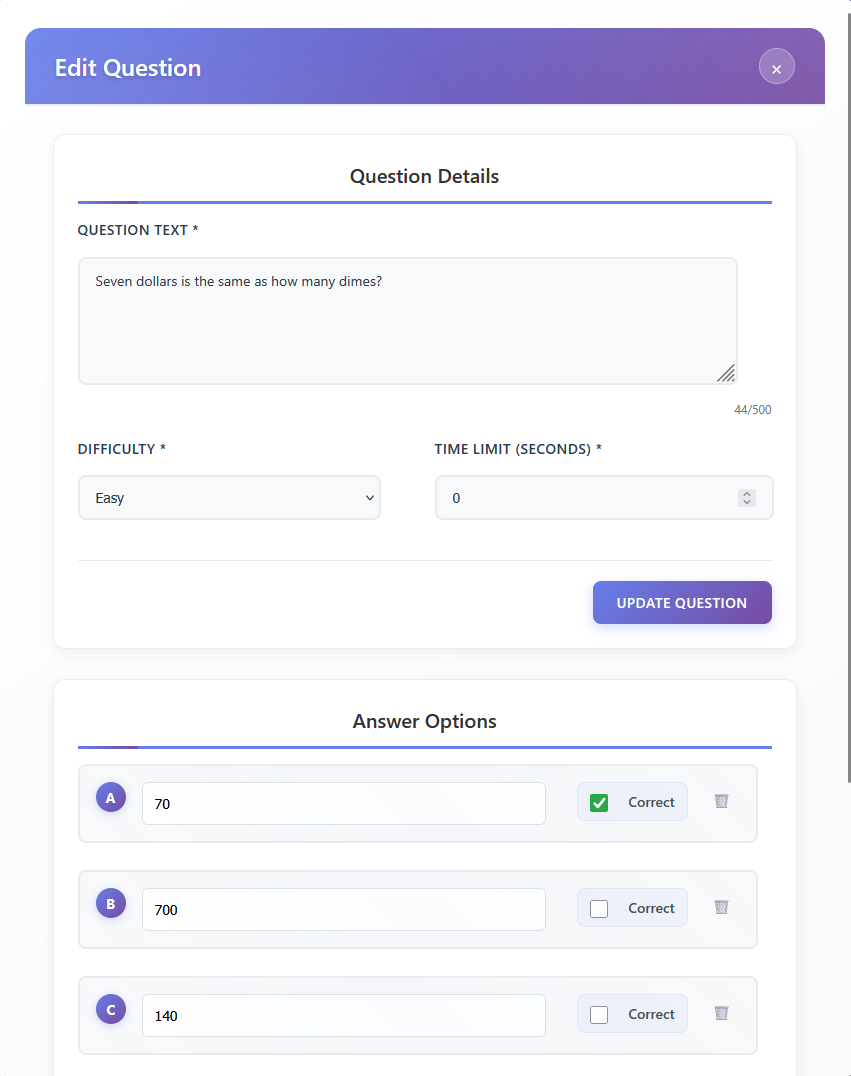 Edit Question
×
Question Details
QUESTION TEXT *
Seven dollars is the same as how many dimes?
44/500
DIFFICULTY *
TIME LIMIT (SECONDS) *
Easy
0
UPDATE QUESTION
Answer Options
A
70
Correct
B
700
Correct
C
140
Correct